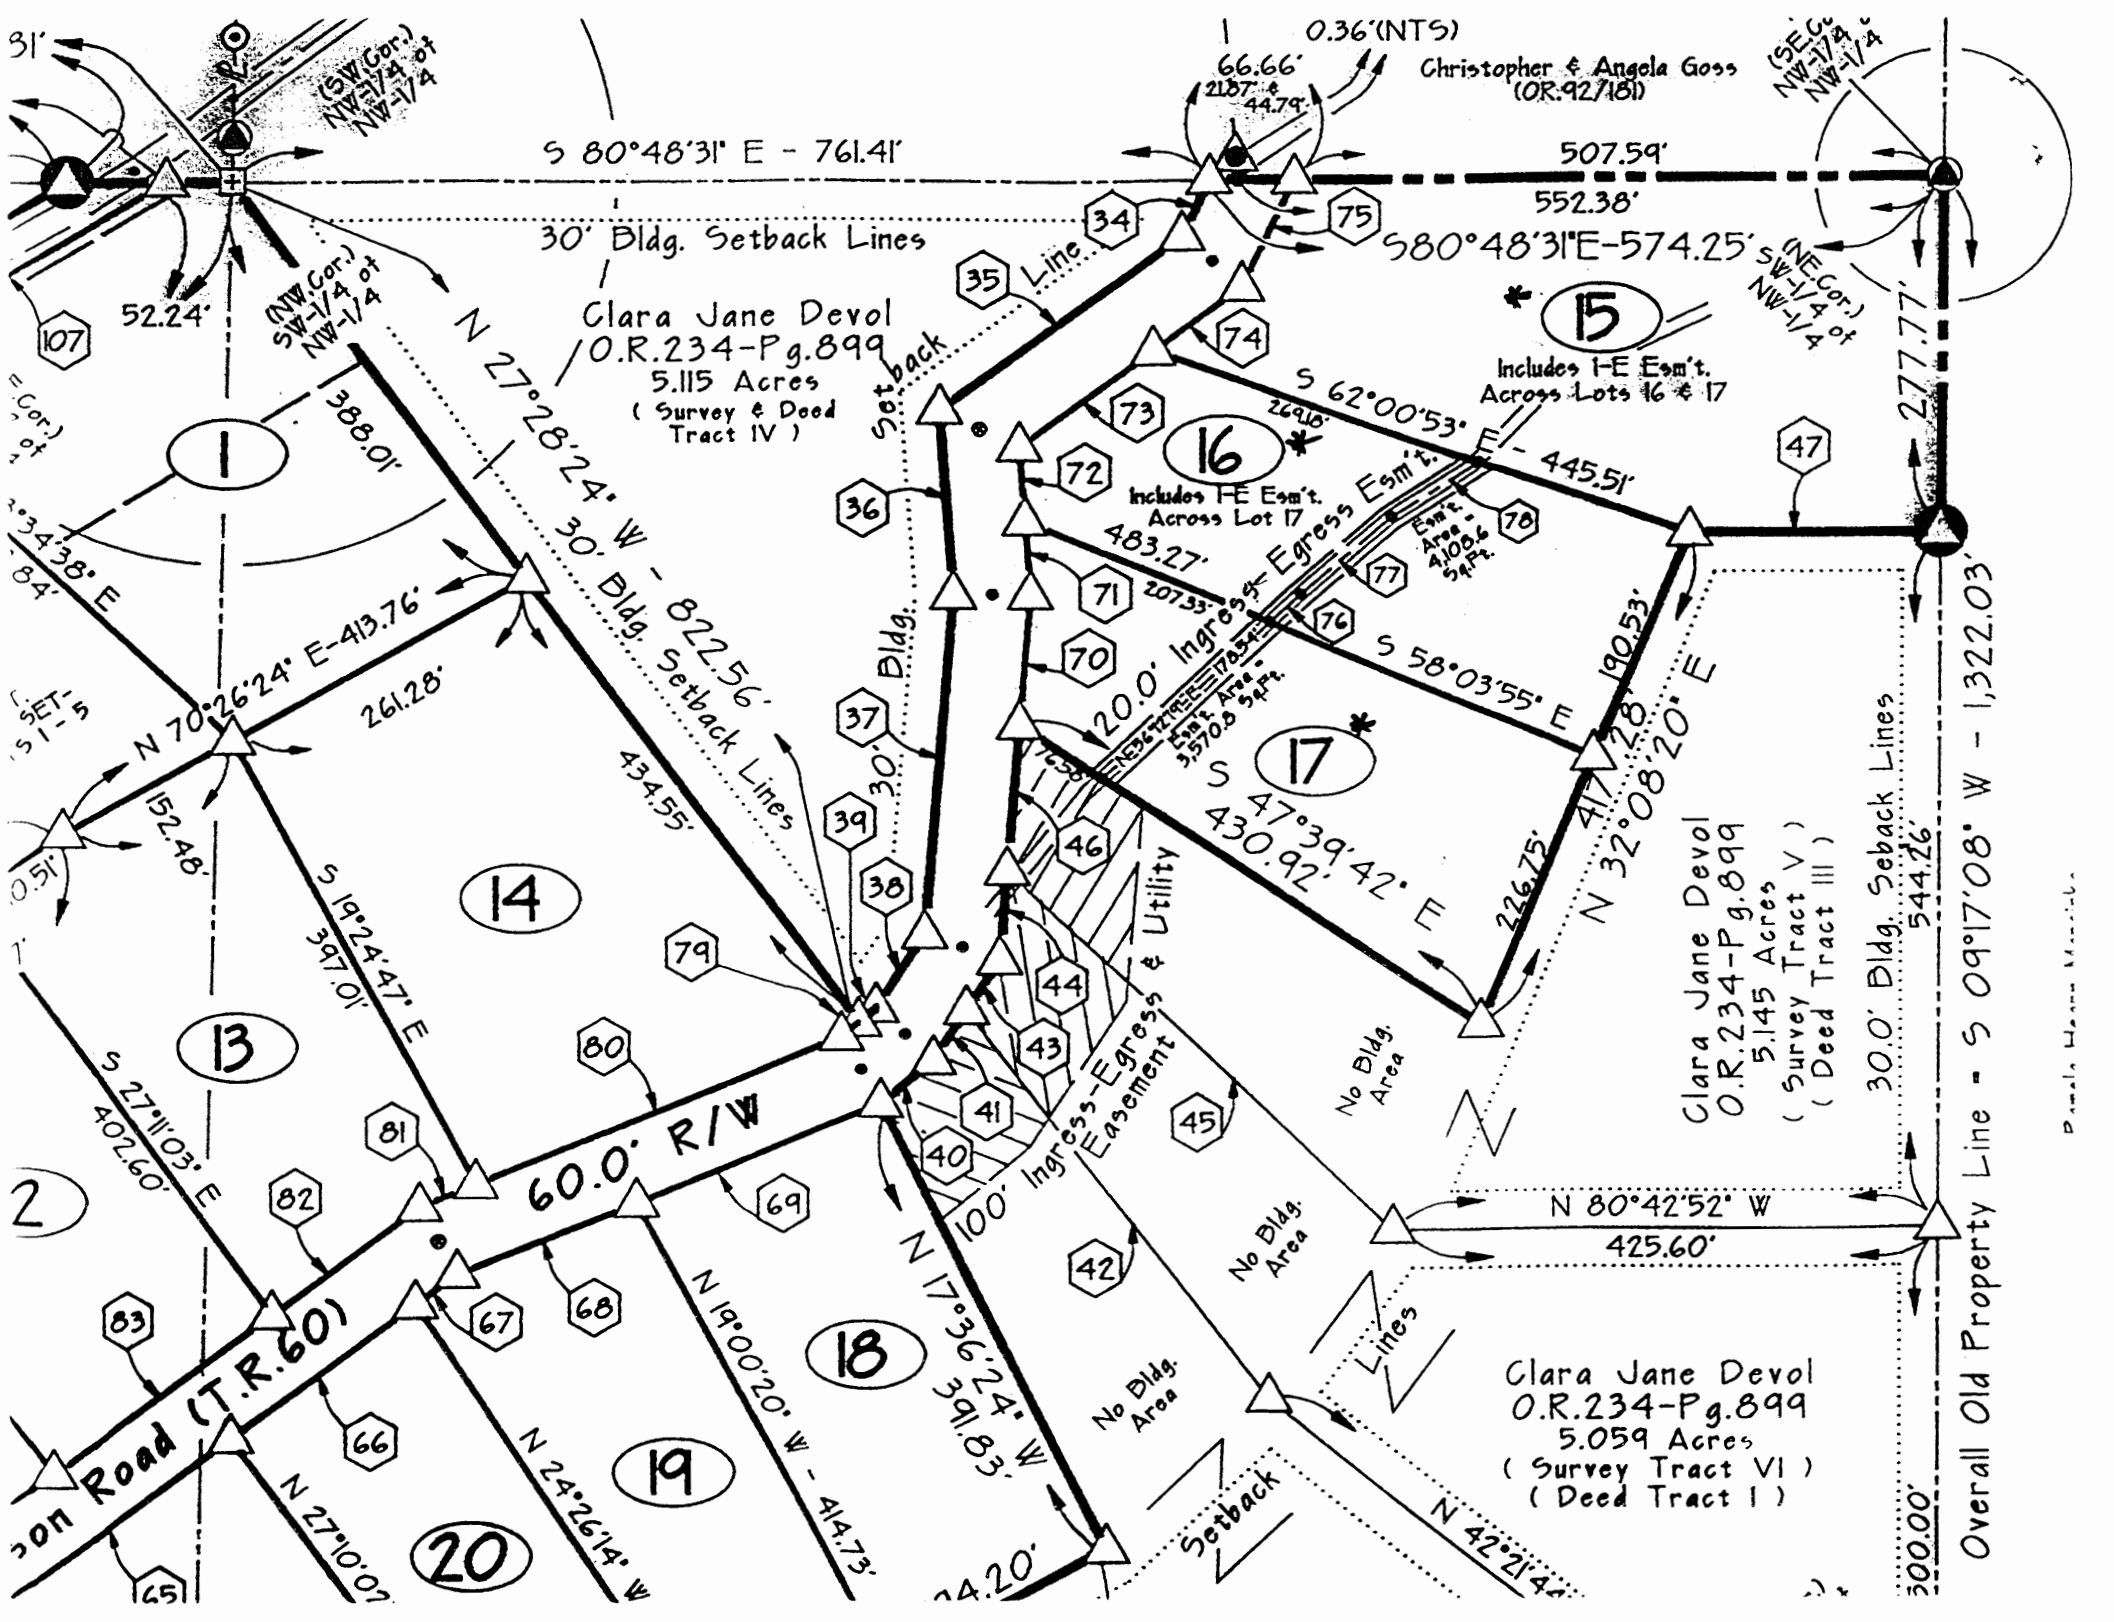 31'
0.36'(NTS)
66.66'
21.87' &
44.79'
Christopher & Angela Goss
(OR.92/181)
(SW.Cor.)
NW-1/4 of
NW-1/4
NW-1/4
NW-1/4
S 80°48'31" E - 761.41'
507.59'
552.38'
S80°48'31"E-574.25'
34
75
30' Bldg. Setback Lines
35
Line
(NW.Cor.)
SW-1/4 of
NW-1/4
(NE.Cor.)
SW-1/4 of
NW-1/4
52.24'
107
Clara Jane Devol
O.R.234-Pg.899
5.115 Acres
( Survey & Deed
Tract IV )
Setback
74
* 15
Includes I-E Esm't.
Across Lots 16 & 17
277.77'
N 27°28'24" W - 822.56'
30' Bldg. Setback Lines
388.01'
1
73
S 62°00'53" E - 445.51'
269.18'
16 *
Includes I-E Esm't.
Across Lot 17
47
72
36
78
Esm't.
Area =
4,108.6
Sq.Ft.
77
76
483.27'
207.33'
S 58°03'55" E
20.0' Ingress-Egress Esm't.
71
70
34'38" E
84'
N 70°26'24" E-413.76'
261.28'
152.48'
0.51'
434.55'
37
30'
Bldg.
Esm't. Area =
3,570.8 Sq.Ft.
76.58'
17 *
S 47°39'42" E
430.92'
190.53'
417.28'
N 32°08'20" E
226.75'
46
39
38
79
14
S 19°24'47" E
397.01'
13
S 27°11'03" E
402.60'
80
81
82
83
2
60.0' R/W
44
43
41
40
100' Ingress-Egress & Utility
Easement
45
42
No Bldg.
Area
No Bldg.
Area
No Bldg.
Area
Clara Jane Devol
O.R.234-Pg.899
5.145 Acres
( Survey Tract V )
( Deed Tract III )
30.0' Bldg. Seback Lines
544.26'
Overall Old Property Line = S 09°17'08" W - 1,322.03'
N 80°42'52" W
425.60'
69
68
67
66
65
son Road (T.R.60)
18
N 17°36'24" W
391.83'
19
N 19°00'20" W - 414.73'
20
N 24°26'14" W
N 27°10'02
Lines
Setback
Clara Jane Devol
O.R.234-Pg.899
5.059 Acres
( Survey Tract VI )
( Deed Tract I )
N 42°21'44
4.20'
500.00'